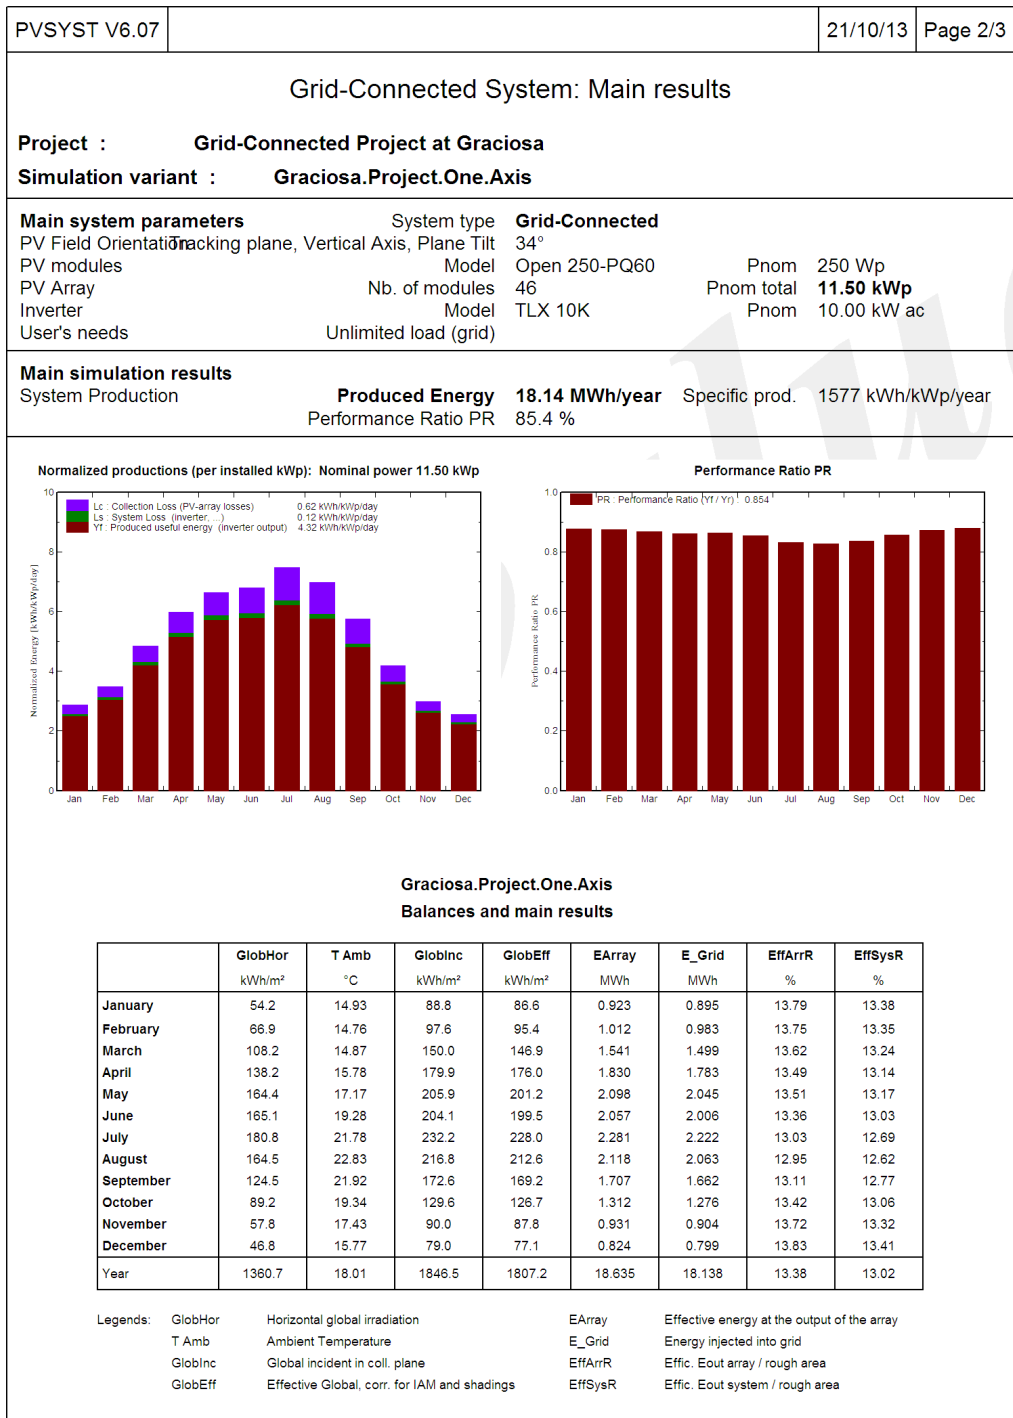 PVSYST V6.07 21/10/13 Page 2/3
Grid-Connected System: Main results
Project : Grid-Connected Project at Graciosa
Simulation variant : Graciosa.Project.One.Axis
Main system parameters System type Grid-Connected
PV Field Orientation Tracking plane, Vertical Axis, Plane Tilt 34°
PV modules Model Open 250-PQ60 Pnom 250 Wp
PV Array Nb. of modules 46 Pnom total 11.50 kWp
Inverter Model TLX 10K Pnom 10.00 kW ac
User's needs Unlimited load (grid)
Main simulation results
System Production Produced Energy 18.14 MWh/year Specific prod. 1577 kWh/kWp/year
Performance Ratio PR 85.4 %
Normalized productions (per installed kWp): Nominal power 11.50 kWp
10
Lc : Collection Loss (PV-array losses) 0.62 kWh/kWp/day
Ls : System Loss (inverter, ...) 0.12 kWh/kWp/day
Yf : Produced useful energy (inverter output) 4.32 kWh/kWp/day
8
6
4
2
0
Normalized Energy [kWh/kWp/day]
Jan Feb Mar Apr May Jun Jul Aug Sep Oct Nov Dec
Performance Ratio PR
1.0
PR : Performance Ratio (Yf / Yr) : 0.854
0.8
0.6
0.4
0.2
0.0
Performance Ratio PR
Jan Feb Mar Apr May Jun Jul Aug Sep Oct Nov Dec
Graciosa.Project.One.Axis
Balances and main results
GlobHor T Amb GlobInc GlobEff EArray E_Grid EffArrR EffSysR
kWh/m² °C kWh/m² kWh/m² MWh MWh % %
January 54.2 14.93 88.8 86.6 0.923 0.895 13.79 13.38
February 66.9 14.76 97.6 95.4 1.012 0.983 13.75 13.35
March 108.2 14.87 150.0 146.9 1.541 1.499 13.62 13.24
April 138.2 15.78 179.9 176.0 1.830 1.783 13.49 13.14
May 164.4 17.17 205.9 201.2 2.098 2.045 13.51 13.17
June 165.1 19.28 204.1 199.5 2.057 2.006 13.36 13.03
July 180.8 21.78 232.2 228.0 2.281 2.222 13.03 12.69
August 164.5 22.83 216.8 212.6 2.118 2.063 12.95 12.62
September 124.5 21.92 172.6 169.2 1.707 1.662 13.11 12.77
October 89.2 19.34 129.6 126.7 1.312 1.276 13.42 13.06
November 57.8 17.43 90.0 87.8 0.931 0.904 13.72 13.32
December 46.8 15.77 79.0 77.1 0.824 0.799 13.83 13.41
Year 1360.7 18.01 1846.5 1807.2 18.635 18.138 13.38 13.02
Legends: GlobHor Horizontal global irradiation EArray Effective energy at the output of the array
T Amb Ambient Temperature E_Grid Energy injected into grid
GlobInc Global incident in coll. plane EffArrR Effic. Eout array / rough area
GlobEff Effective Global, corr. for IAM and shadings EffSysR Effic. Eout system / rough area